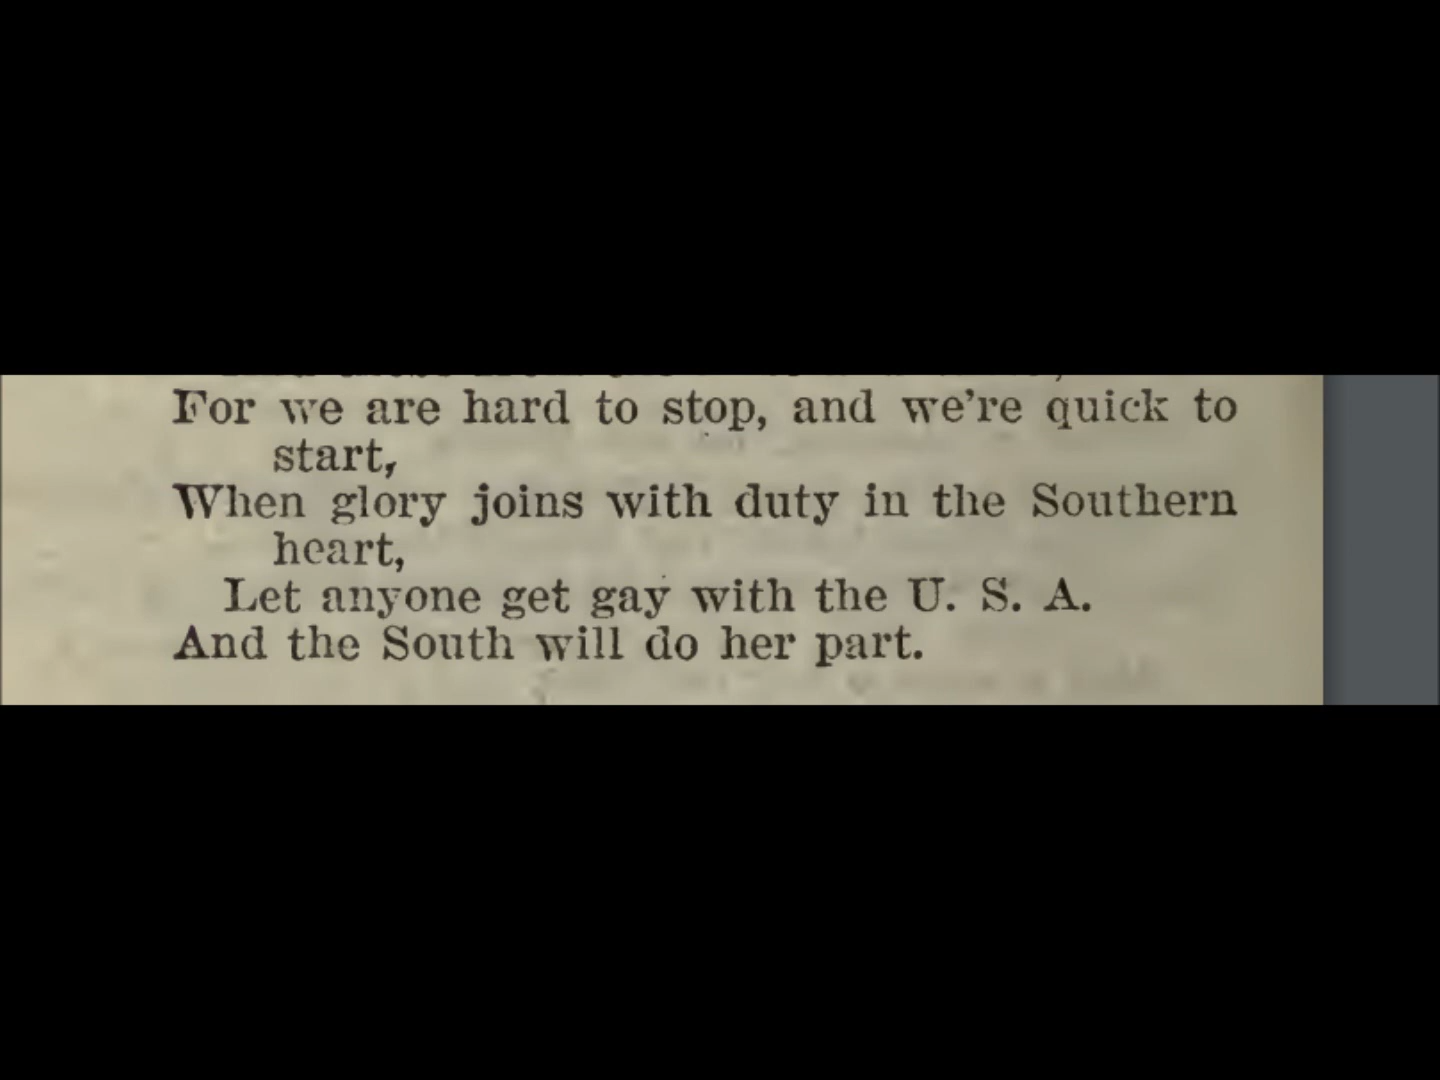 For we are hard to stop, and we're quick to
start,
When glory joins with duty in the Southern
heart,
Let anyone get gay with the U. S. A.
And the South will do her part.